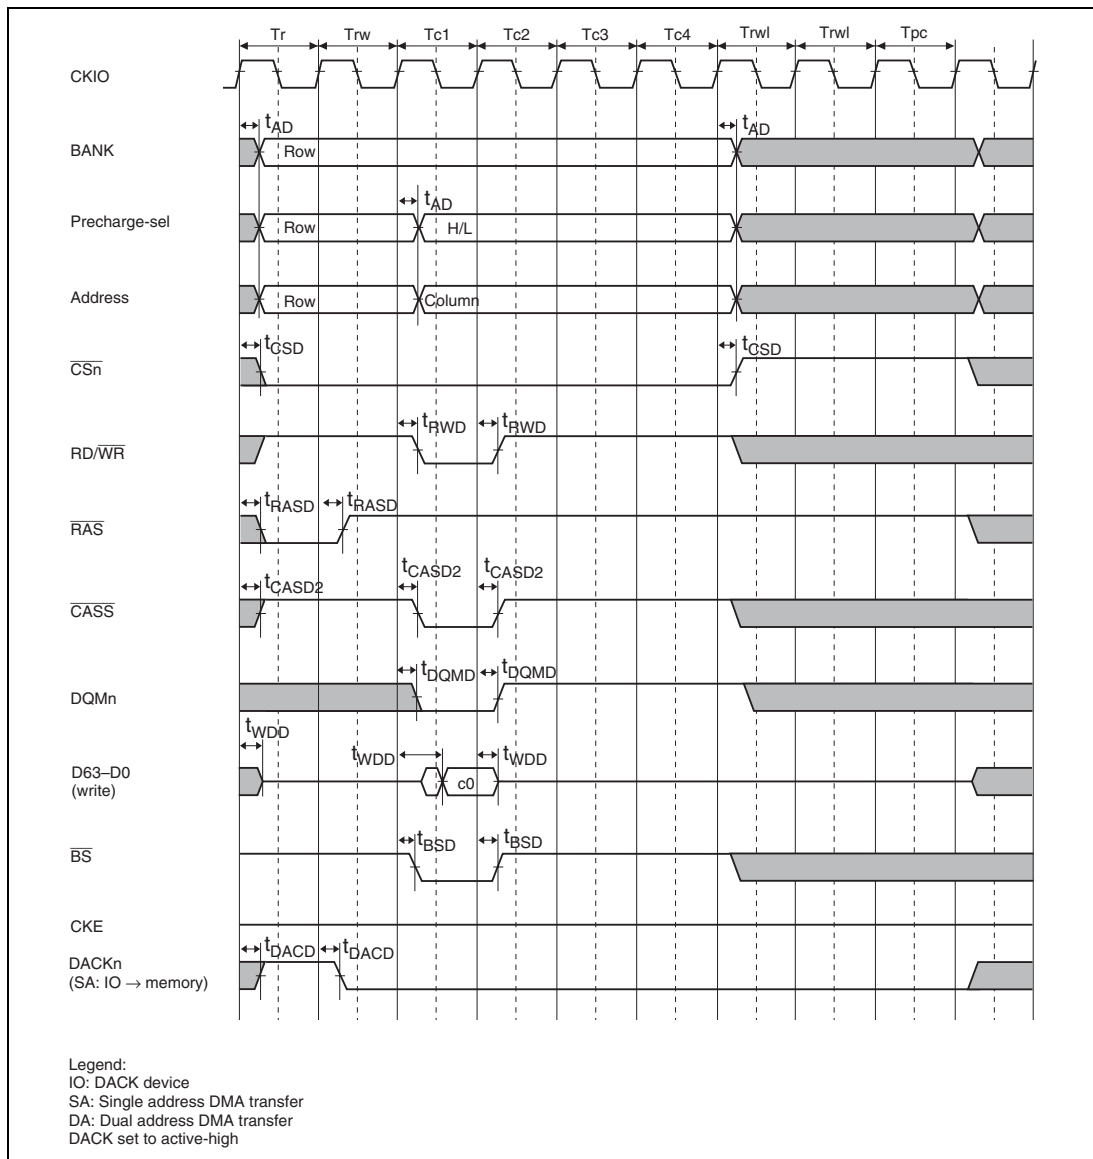 Tr Trw Tc1 Tc2 Tc3 Tc4 Trwl Trwl Tpc
CKIO
tAD tAD
BANK Row
tAD
Precharge-sel Row H/L
Address Row Column
tCSD tCSD
CSn
tRWD tRWD
RD/WR
tRASD tRASD
RAS
tCASD2 tCASD2 tCASD2
CASS
tDQMD tDQMD
DQMn
tWDD tWDD tWDD
D63–D0 c0
(write)
tBSD tBSD
BS
CKE
tDACD tDACD
DACKn
(SA: IO → memory)
Legend:
IO: DACK device
SA: Single address DMA transfer
DA: Dual address DMA transfer
DACK set to active-high